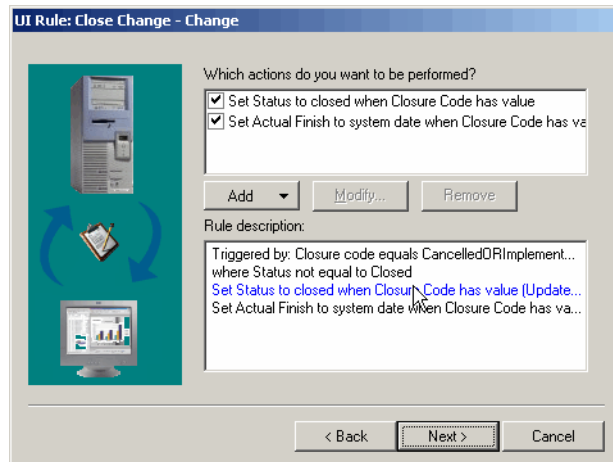 UI Rule: Close Change - Change
Which actions do you want to be performed?
Set Status to closed when Closure Code has value
Set Actual Finish to system date when Closure Code has va
Add
Modify...
Remove
Rule description:
Triggered by: Closure code equals CancelledORImplement...
where Status not equal to Closed
Set Status to closed when Closure Code has value (Update...
Set Actual Finish to system date when Closure Code has va...
< Back
Next >
Cancel